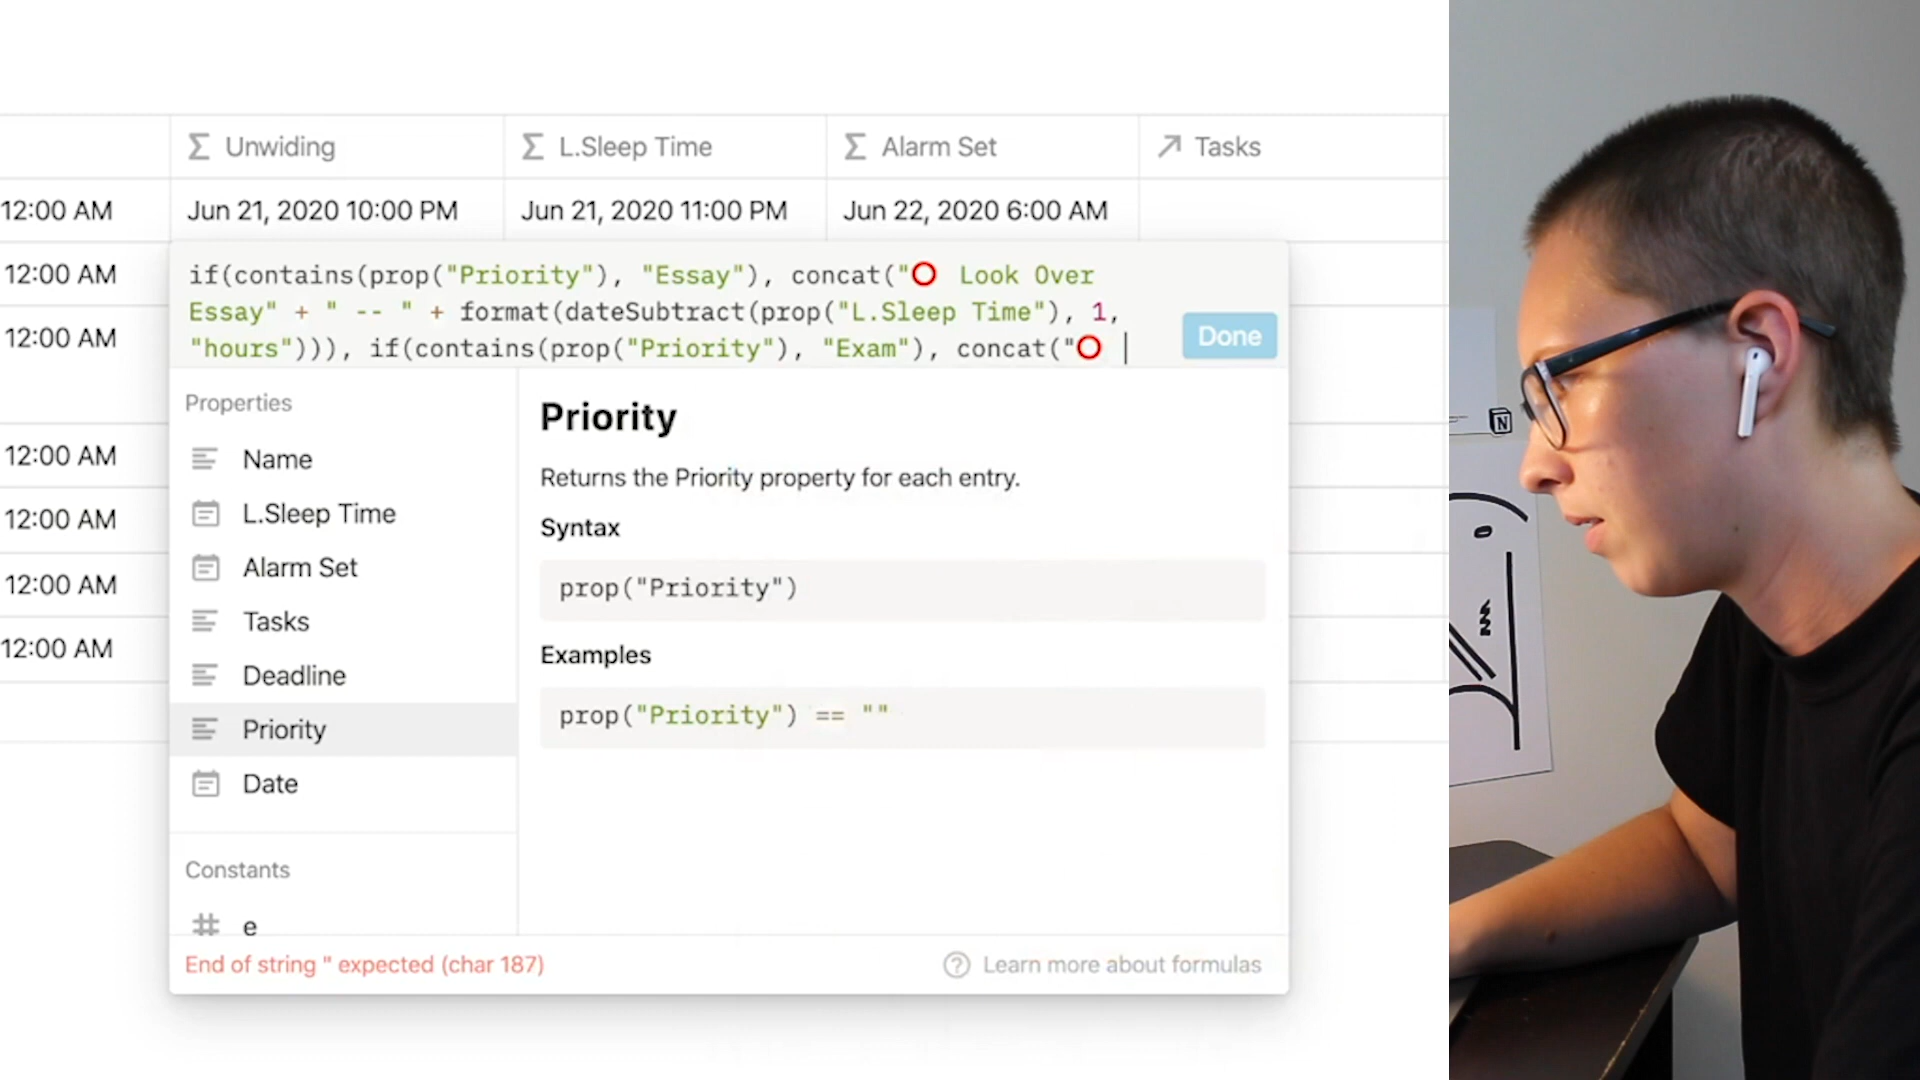 Σ Unwiding Σ L.Sleep Time Σ Alarm Set ↗ Tasks
12:00 AM Jun 21, 2020 10:00 PM Jun 21, 2020 11:00 PM Jun 22, 2020 6:00 AM
12:00 AM
12:00 AM
12:00 AM
12:00 AM
12:00 AM
12:00 AM
if(contains(prop("Priority"), "Essay"), concat("⭕ Look Over
Essay" + " -- " + format(dateSubtract(prop("L.Sleep Time"), 1,
"hours"))), if(contains(prop("Priority"), "Exam"), concat("⭕
Done
Properties
Name
L.Sleep Time
Alarm Set
Tasks
Deadline
Priority
Date
Constants
# e
Priority
Returns the Priority property for each entry.
Syntax
prop("Priority")
Examples
prop("Priority") == ""
End of string " expected (char 187)
? Learn more about formulas
N